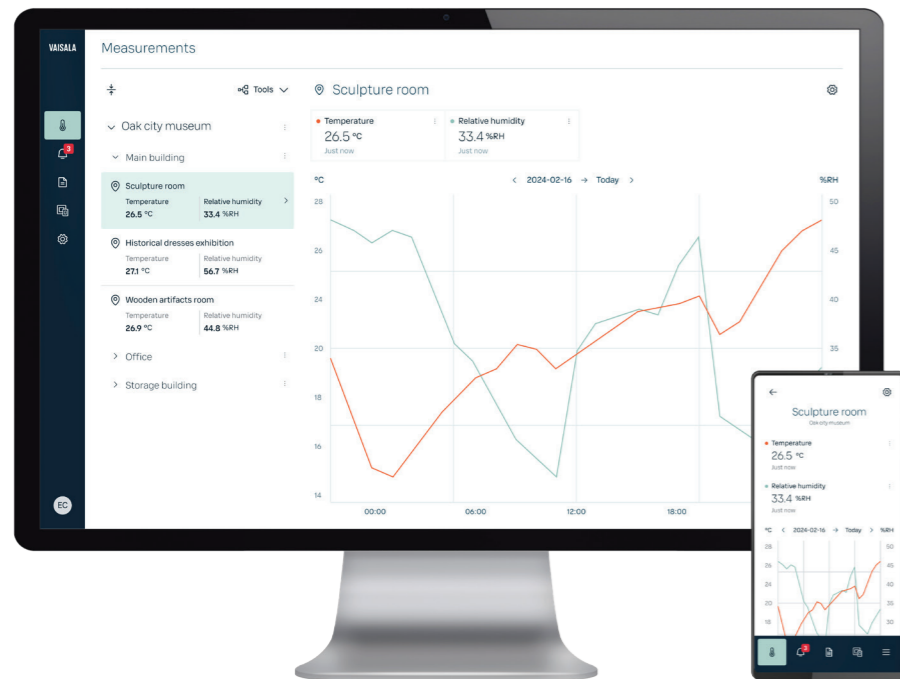 VAISALA
Measurements
Tools
Oak city museum
Main building
Sculpture room
Temperature Relative humidity
26.5 °C 33.4 %RH
Historical dresses exhibition
Temperature Relative humidity
27.1 °C 56.7 %RH
Wooden artifacts room
Temperature Relative humidity
26.9 °C 44.8 %RH
Office
Storage building
3
EC
Sculpture room
Temperature Relative humidity
26.5 °C 33.4 %RH
Just now Just now
°C 2024-02-16 → Today %RH
28 50
26 45
24 40
20 35
18
16
14
00:00 06:00 12:00 18:00
Sculpture room
Oak city museum
Temperature
26.5 °C
Just now
Relative humidity
33.4 %RH
Just now
°C 2024-02-16 → Today %RH
28 50
26 45
24 40
20 35
18 30
3